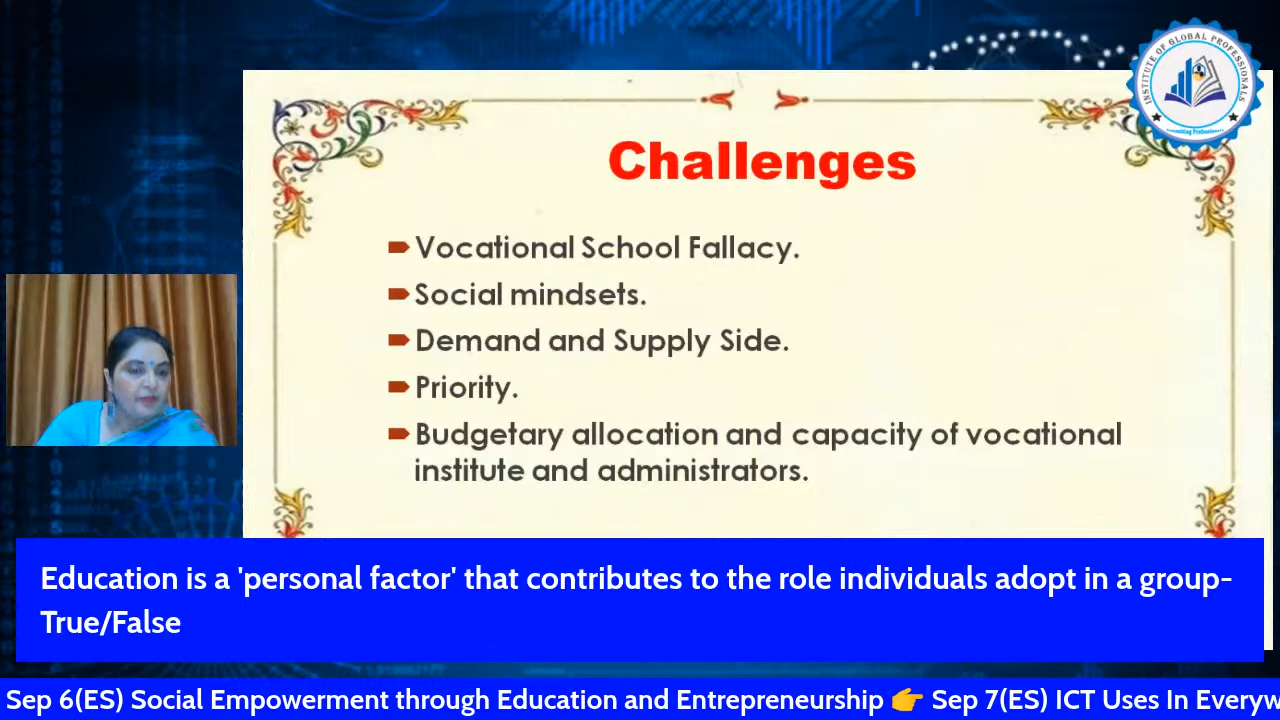 INSTITUTE OF GLOBAL PROFESSIONALS
Challenges
Vocational School Fallacy.
Social mindsets.
Demand and Supply Side.
Priority.
Budgetary allocation and capacity of vocational
institute and administrators.
Education is a 'personal factor' that contributes to the role individuals adopt in a group-
True/False
Sep 6(ES) Social Empowerment through Education and Entrepreneurship 👉 Sep 7(ES) ICT Uses In Everyw